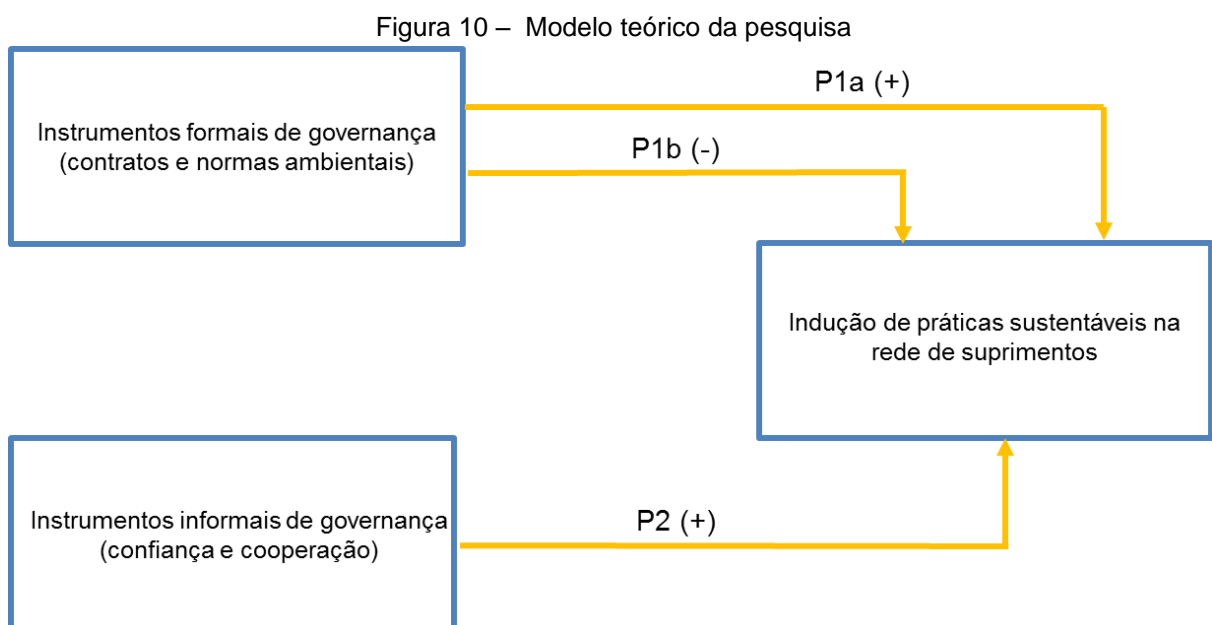 Figura 10 – Modelo teórico da pesquisa
P1a (+)
Instrumentos formais de governança
(contratos e normas ambientais)
P1b (-)
Indução de práticas sustentáveis na
rede de suprimentos
Instrumentos informais de governança
(confiança e cooperação)
P2 (+)